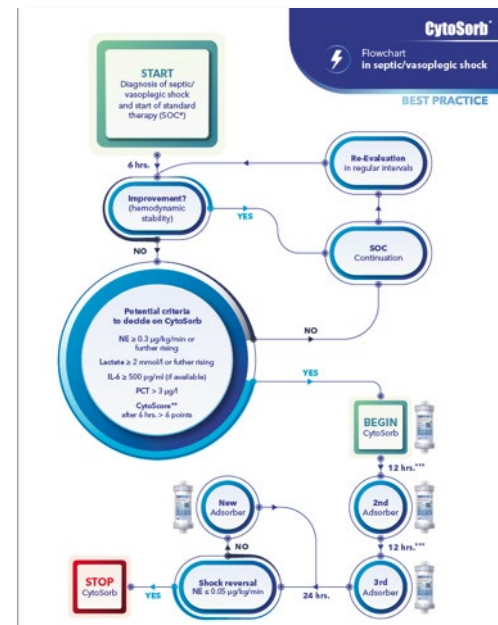 CytoSorb®
Flowchart
in septic/vasoplegic shock
BEST PRACTICE
START
Diagnosis of septic/
vasoplegic shock
and start of standard
therapy (SOC*)
6 hrs.
Re-Evaluation
in regular intervals
Improvement?
(hemodynamic
stability)
YES
SOC
Continuation
NO
Potential criteria
to decide on CytoSorb
NE ≥ 0.3 µg/kg/min or
further rising
Lactate ≥ 2 mmol/l or futher rising
IL-6 ≥ 500 pg/ml (if available)
PCT > 3 µg/l
CytoScore**
after 6 hrs. > 6 points
NO
YES
BEGIN
CytoSorb
12 hrs.***
2nd
Adsorber
12 hrs.***
3rd
Adsorber
24 hrs.
New
Adsorber
NO
Shock reversal
NE ≤ 0.05 µg/kg/min
YES
STOP
CytoSorb